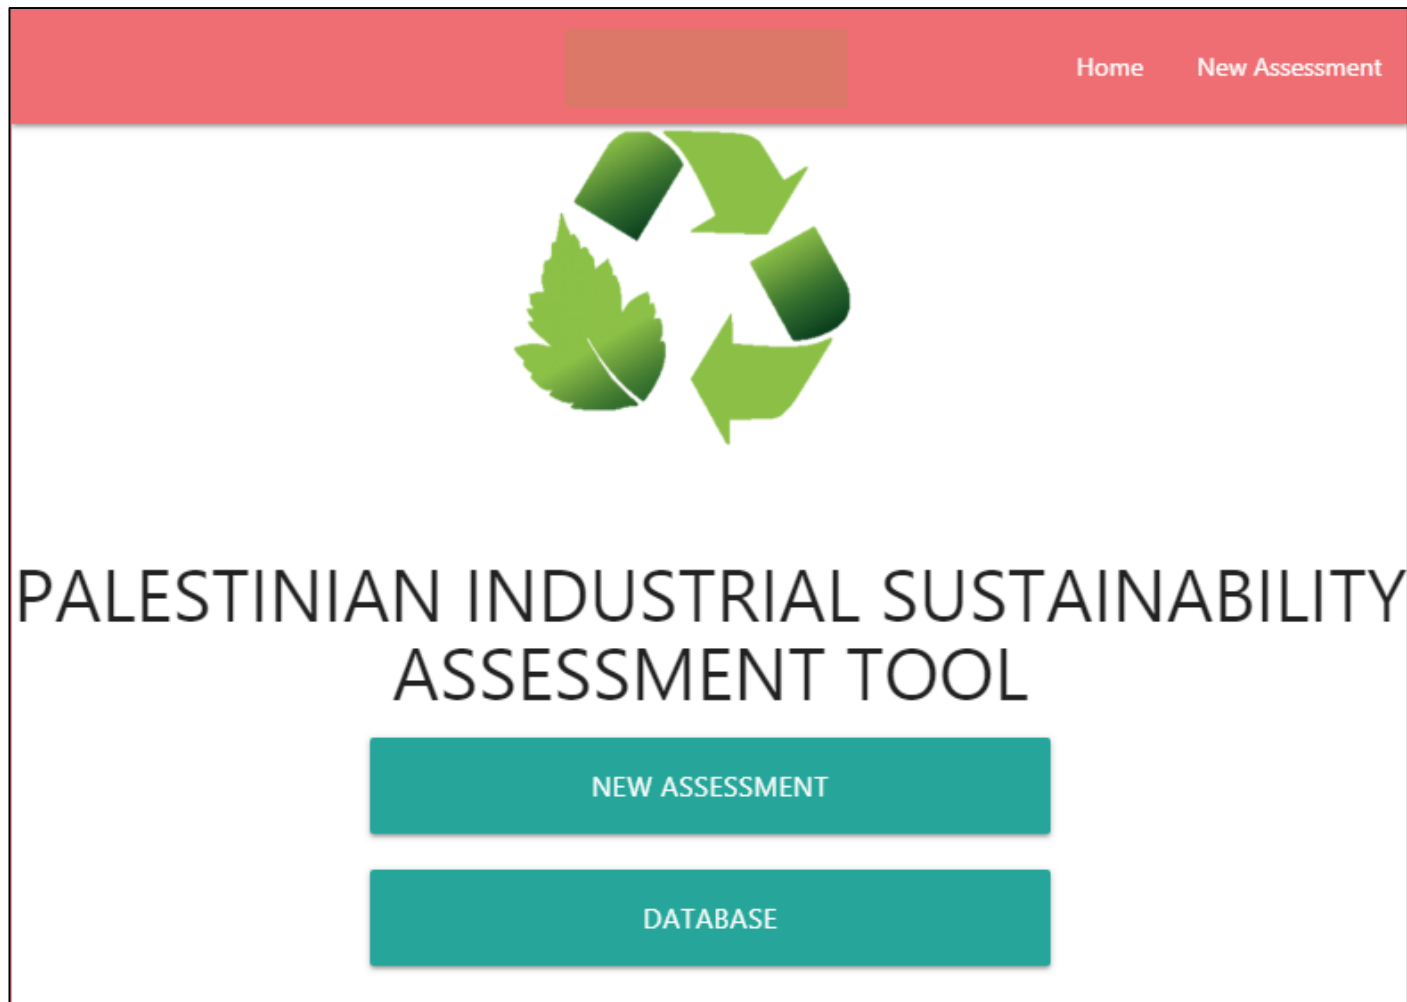 Home New Assessment
PALESTINIAN INDUSTRIAL SUSTAINABILITY
ASSESSMENT TOOL
NEW ASSESSMENT
DATABASE